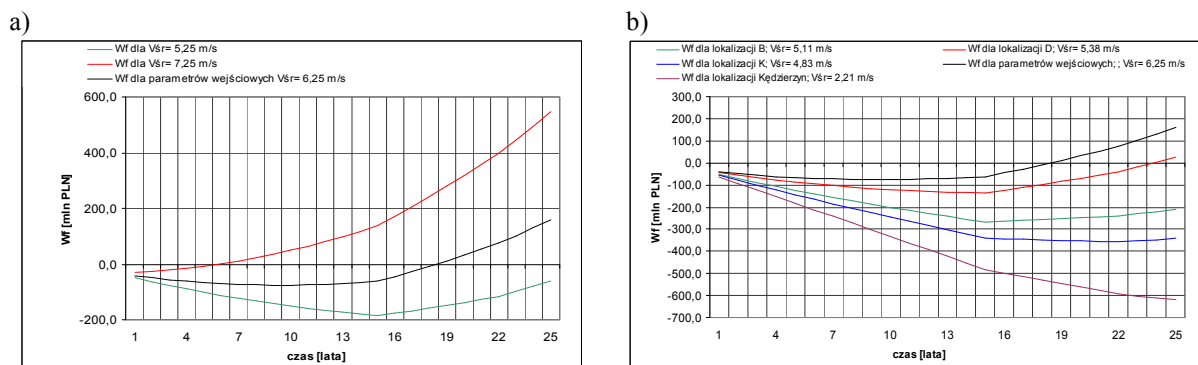 a)
Wf dla Vśr= 5,25 m/s
Wf dla Vśr= 7,25 m/s
Wf dla parametrów wejściowych Vśr= 6,25 m/s
600,0
400,0
200,0
0,0
-200,0
Wf [mln PLN]
1 4 7 10 13 16 19 22 25
czas [lata]
b)
Wf dla lokalizacji B; Vśr= 5,11 m/s
Wf dla lokalizacji D; Vśr= 5,38 m/s
Wf dla lokalizacji K; Vśr= 4,83 m/s
Wf dla parametrów wejściowych; ; Vśr= 6,25 m/s
Wf dla lokalizacji Kędzierzyn; Vśr= 2,21 m/s
300,0
200,0
100,0
0,0
-100,0
-200,0
-300,0
-400,0
-500,0
-600,0
-700,0
Wf [mln PLN]
1 4 7 10 13 16 19 22 25
czas [lata]